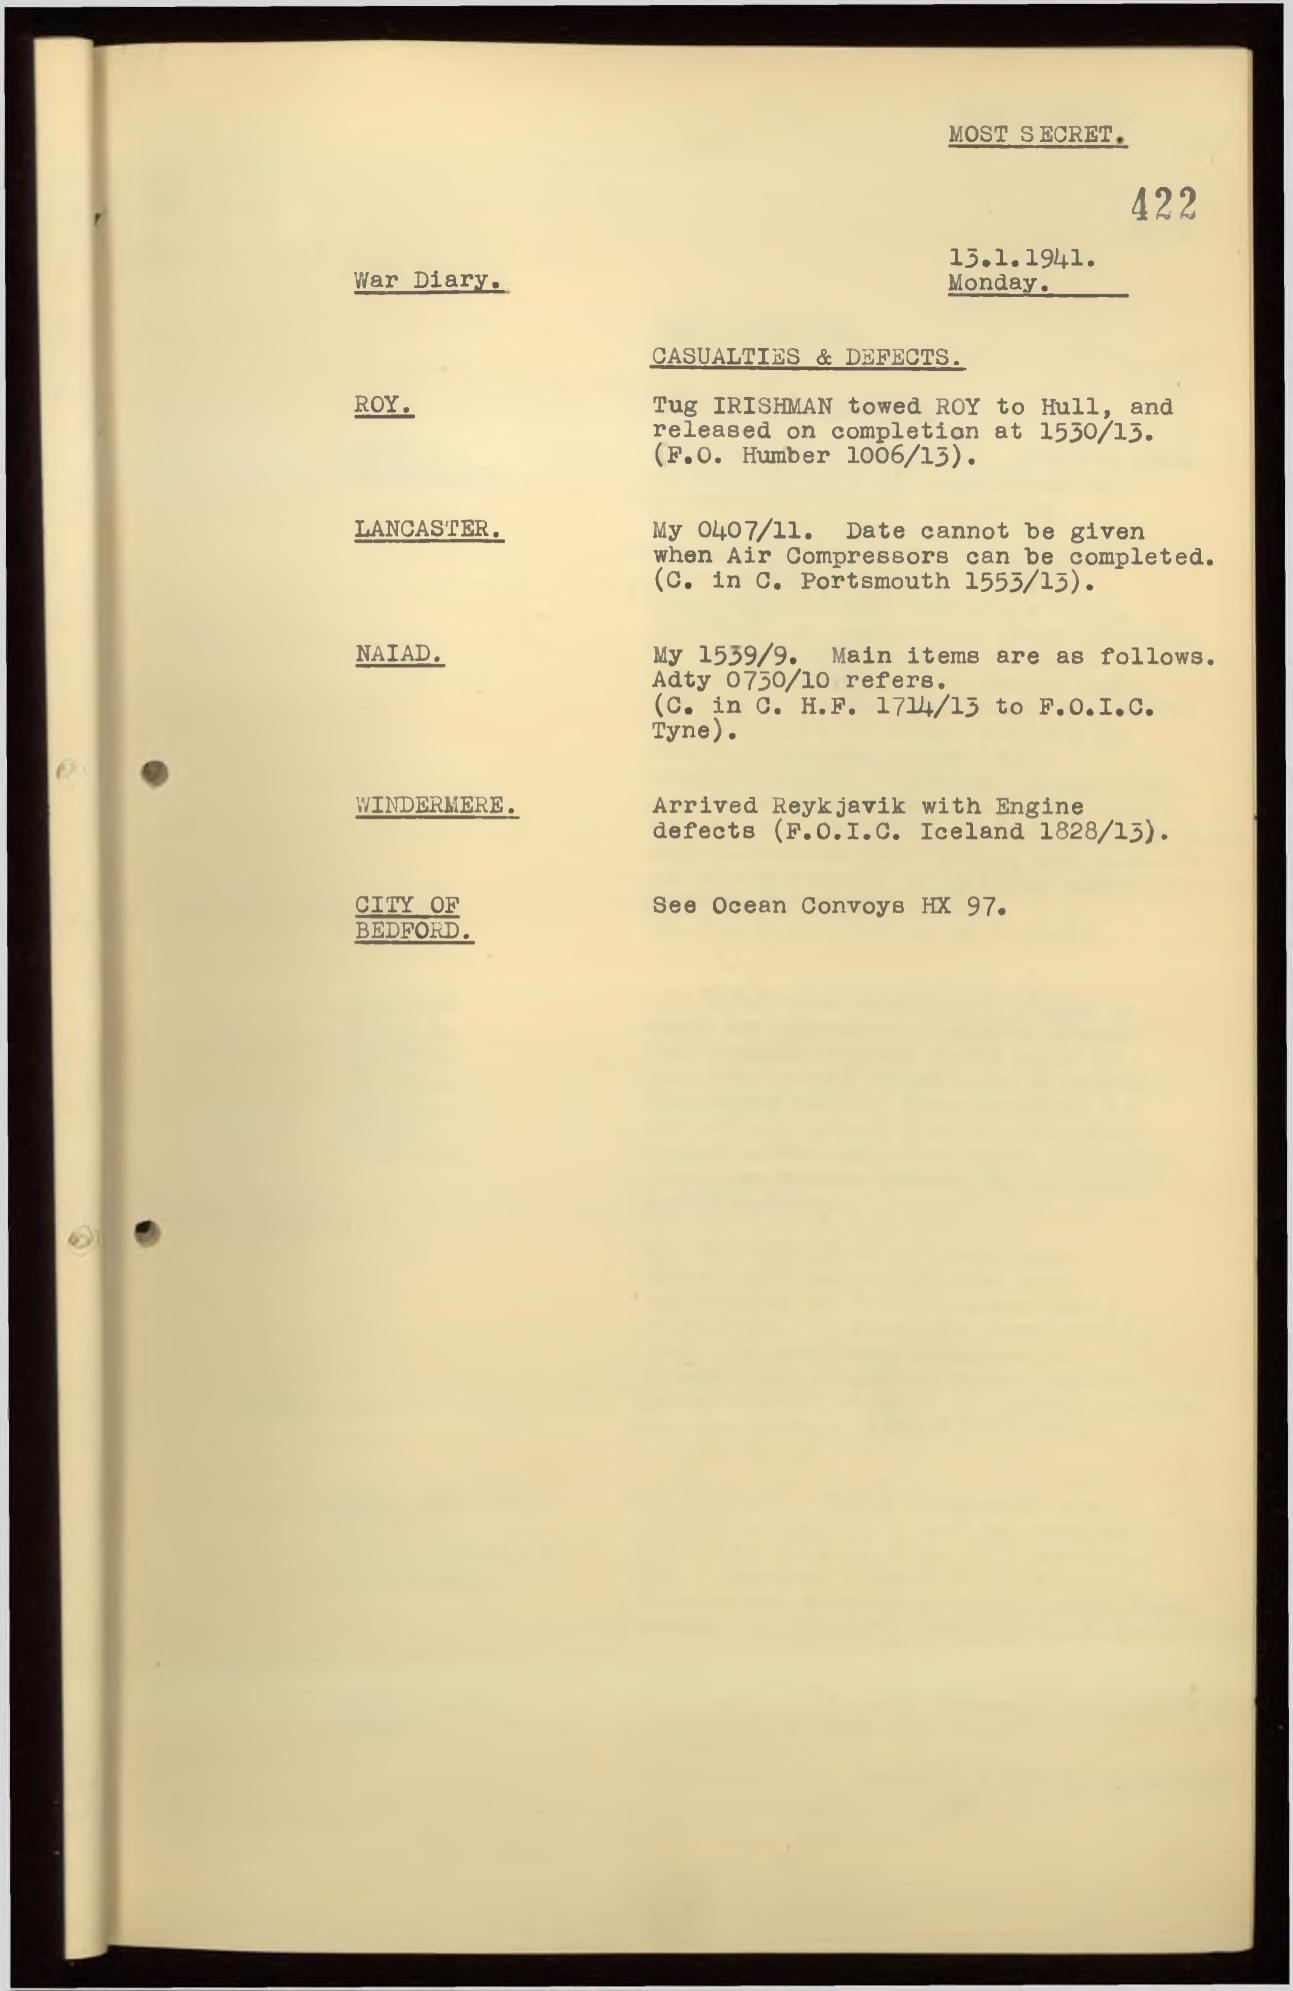 MOST SECRET.
422
13.1.1941.
War Diary.
Monday.
CASUALTIES & DEFECTS.
ROY.
Tug IRISHMAN towed ROY to Hull, and
released on completion at 1530/13.
(F.O. Humber 1006/13).
LANCASTER.
My 0407/11. Date cannot be given
when Air Compressors can be completed.
(C. in C. Portsmouth 1553/13).
NAIAD.
My 1539/9. Main items are as follows.
Adty 0730/10 refers.
(C. in C. H.F. 1714/13 to F.O.I.C.
Tyne).
WINDERMERE.
Arrived Reykjavik with Engine
defects (F.O.I.C. Iceland 1828/13).
CITY OF
BEDFORD.
See Ocean Convoys HX 97.